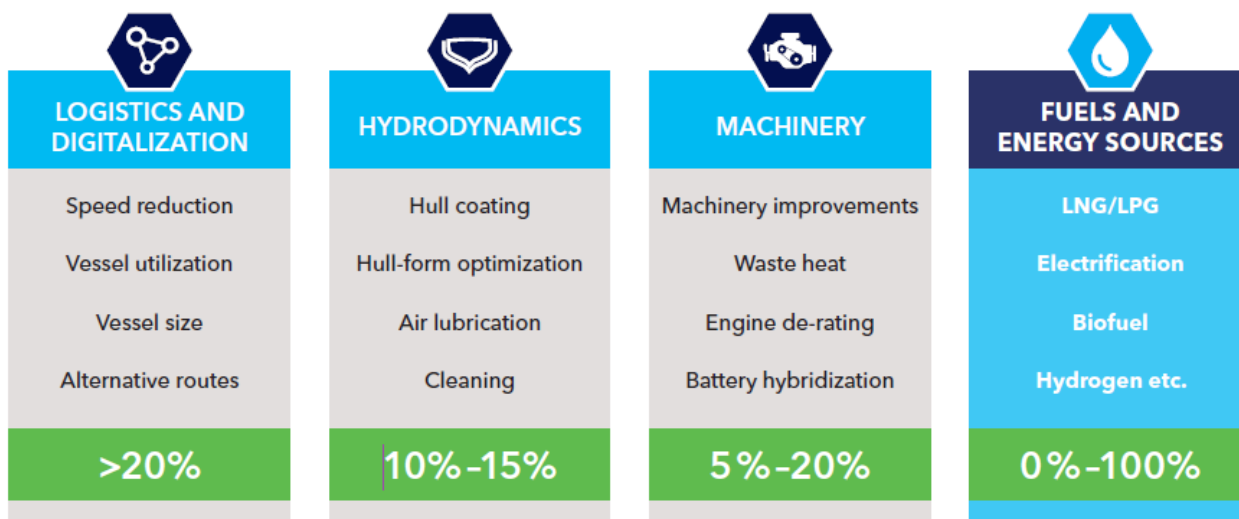 LOGISTICS AND
DIGITALIZATION
Speed reduction
Vessel utilization
Vessel size
Alternative routes
>20%
HYDRODYNAMICS
Hull coating
Hull-form optimization
Air lubrication
Cleaning
10%–15%
MACHINERY
Machinery improvements
Waste heat
Engine de-rating
Battery hybridization
5%–20%
FUELS AND
ENERGY SOURCES
LNG/LPG
Electrification
Biofuel
Hydrogen etc.
0%–100%